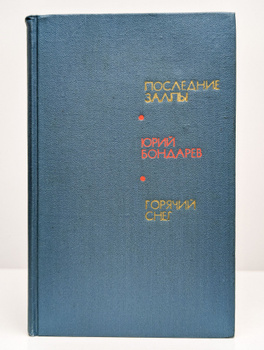 ПОСЛЕДНИЕ
ЗАЛПЫ
ЮРИЙ
БОНДАРЕВ
ГОРЯЧИЙ
СНЕГ